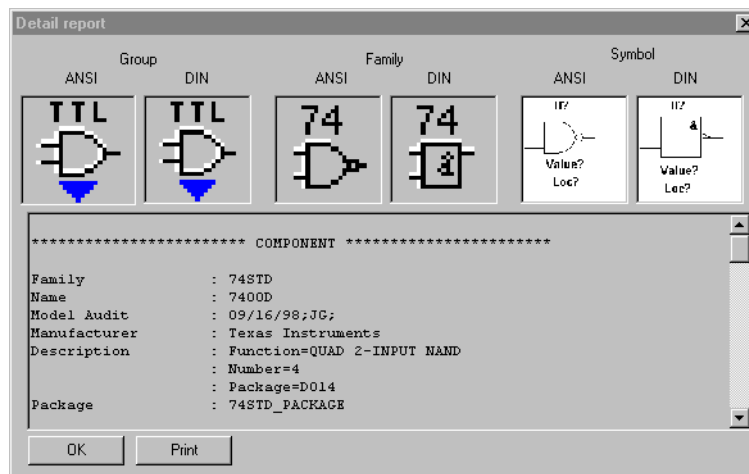 Detail report
Group Family Symbol
ANSI DIN ANSI DIN ANSI DIN
TTL TTL 74 74
&
Value? Value?
Loc? Loc?
************************ COMPONENT ************************
Family : 74STD
Name : 7400D
Model Audit : 09/16/98;JG;
Manufacturer : Texas Instruments
Description : Function=QUAD 2-INPUT NAND
: Number=4
: Package=D014
Package : 74STD_PACKAGE
OK Print